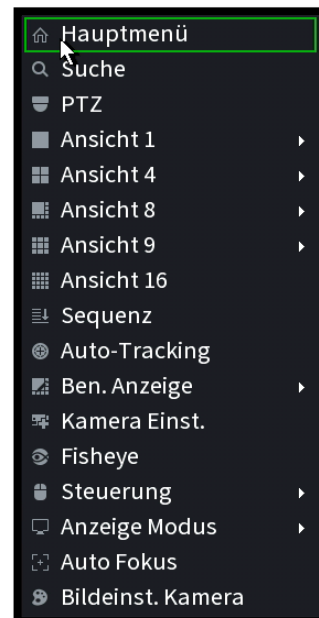 Hauptmenü
Suche
PTZ
Ansicht 1
Ansicht 4
Ansicht 8
Ansicht 9
Ansicht 16
Sequenz
Auto-Tracking
Ben. Anzeige
Kamera Einst.
Fisheye
Steuerung
Anzeige Modus
Auto Fokus
Bildeinst. Kamera